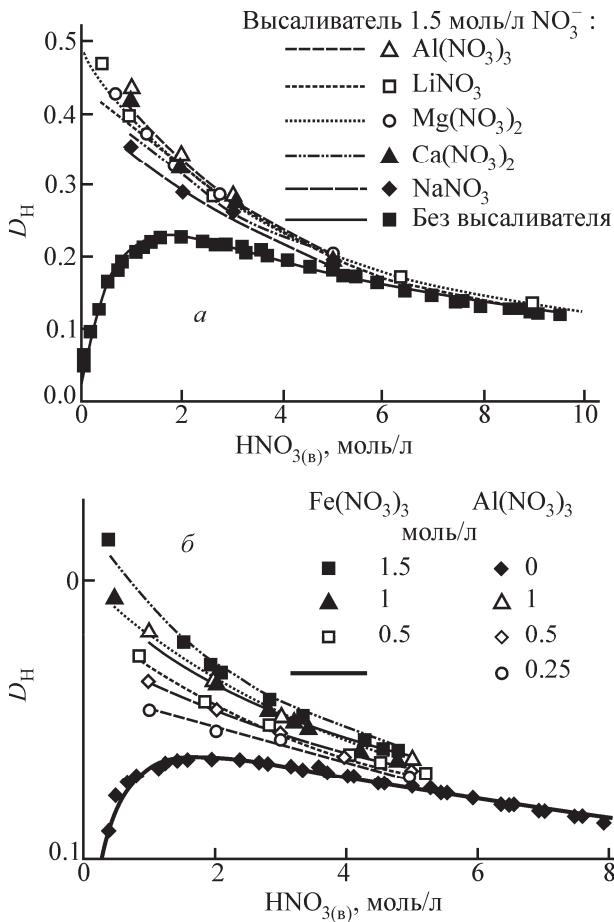 Высаливатель 1.5 моль/л NO₃⁻ :
Al(NO₃)₃
LiNO₃
Mg(NO₃)₂
Ca(NO₃)₂
NaNO₃
Без высаливателя
0.5
0.4
0.3
0.2
0.1
0.0
D_H
а
0 2 4 6 8 10
HNO₃₍в₎, моль/л
Fe(NO₃)₃ Al(NO₃)₃
моль/л
1.5 0
1 1
0.5 0.5
0.25
б
0
0.1
D_H
0 2 4 6 8
HNO₃₍в₎, моль/л